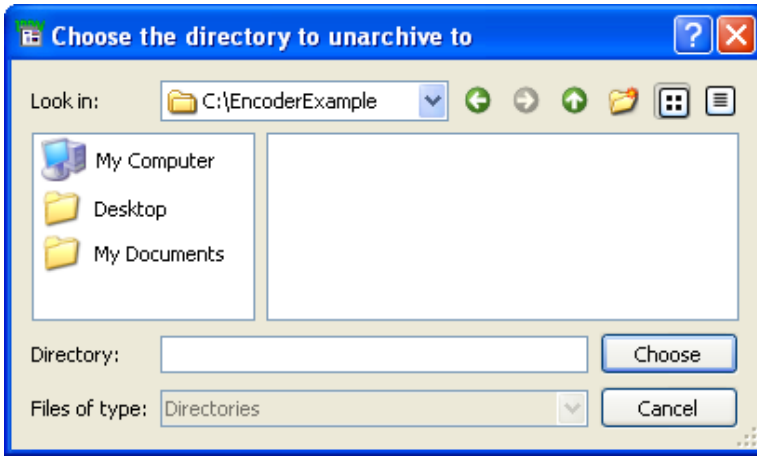 Choose the directory to unarchive to
Look in: C:\EncoderExample
My Computer
Desktop
My Documents
Directory: Choose
Files of type: Directories Cancel